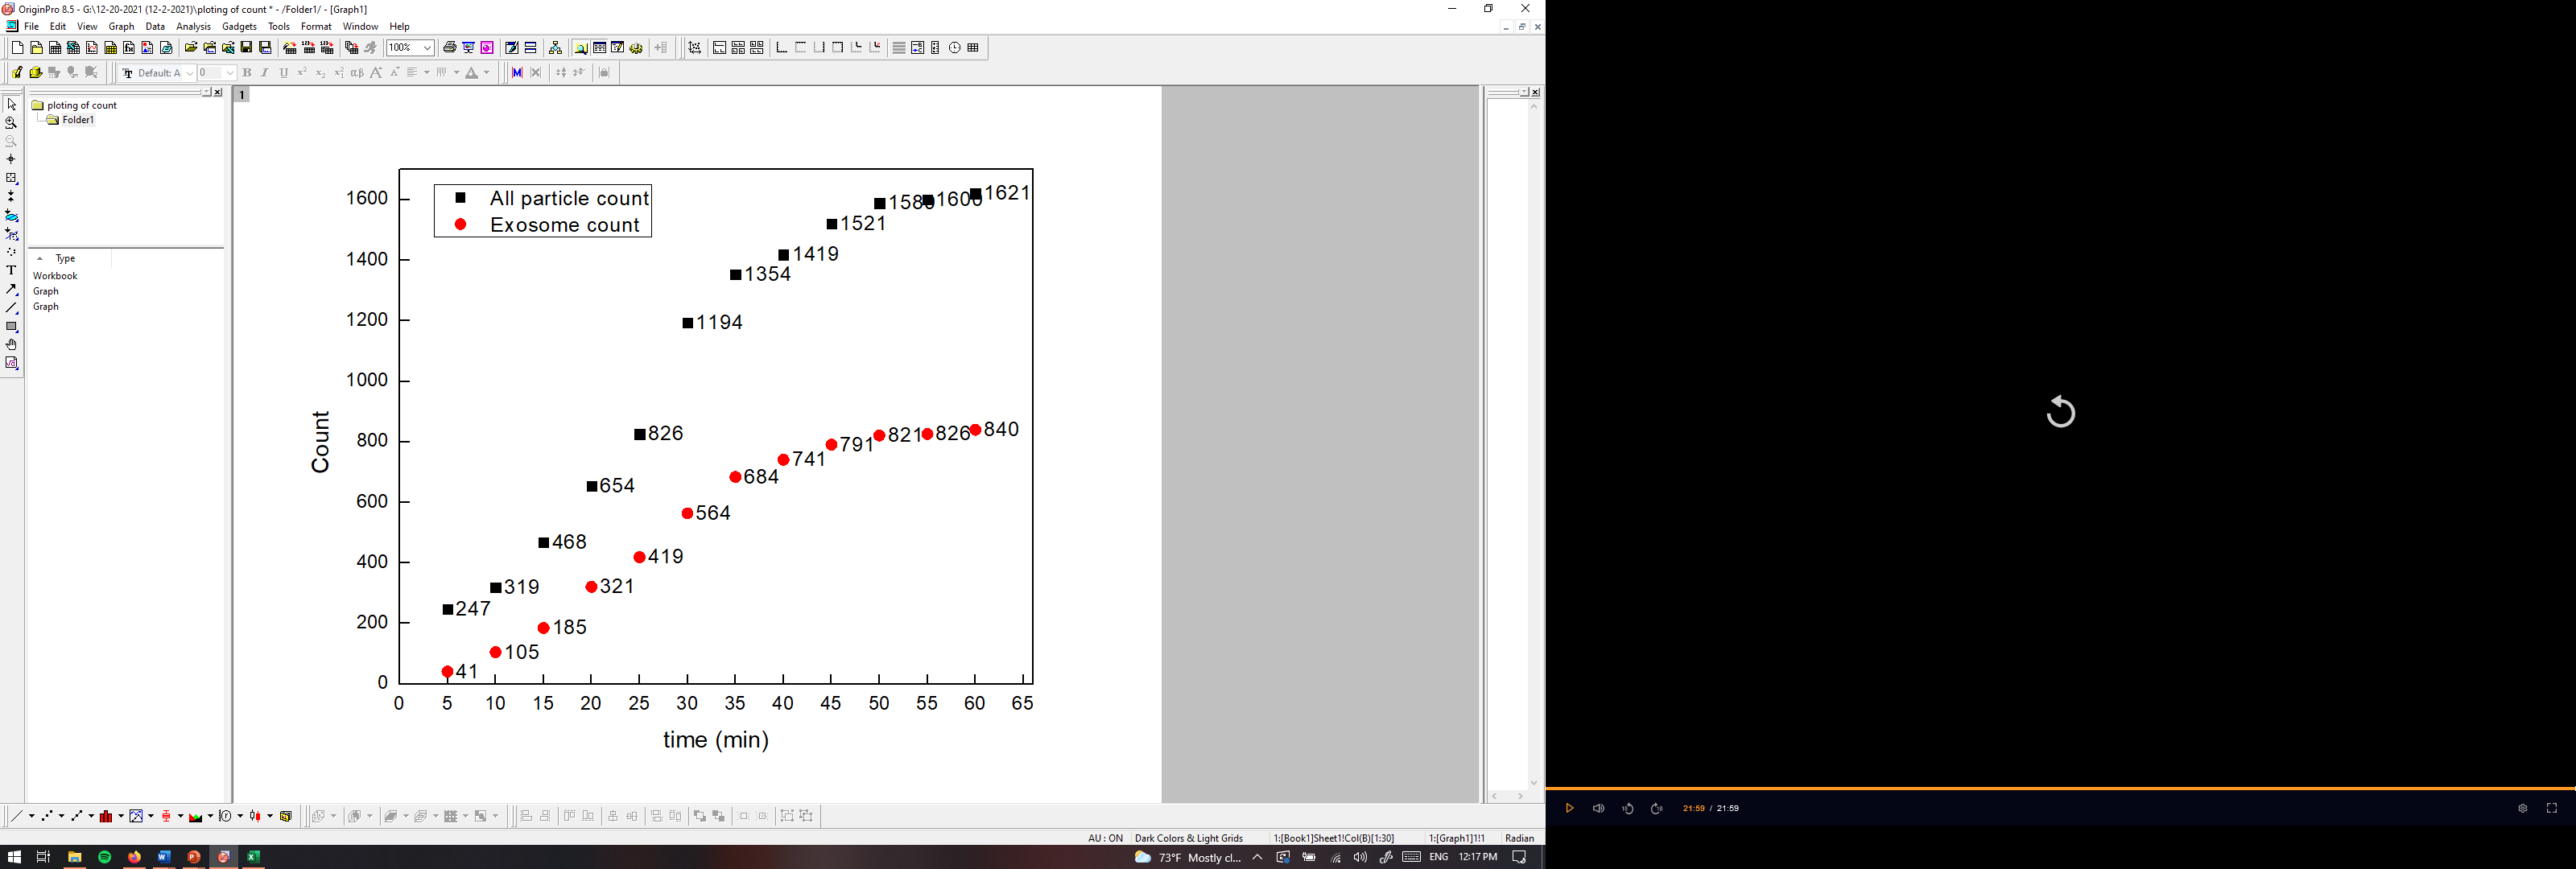 OriginPro 8.5 - G:\12-20-2021 (12-2-2021)\ploting of count * - /Folder1/ - [Graph1]
File Edit View Graph Data Analysis Gadgets Tools Format Window Help
100%
Default: A 0 B I U
ploting of count
Folder1
Type
Workbook
Graph
Graph
1
All particle count
Exosome count
1600
1400
1200
1000
800
600
400
200
0
Count
247
319
468
654
826
1194
1354
1419
1521
1600
1621
41
105
185
321
419
564
684
741
791
821
826
840
0 5 10 15 20 25 30 35 40 45 50 55 60 65
time (min)
AU : ON Dark Colors & Light Grids 1:[Book1]Sheet1!Col(B)[1:30] 1:[Graph1]1!1 Radian
73°F Mostly cl... ENG 12:17 PM
21:59 / 21:59